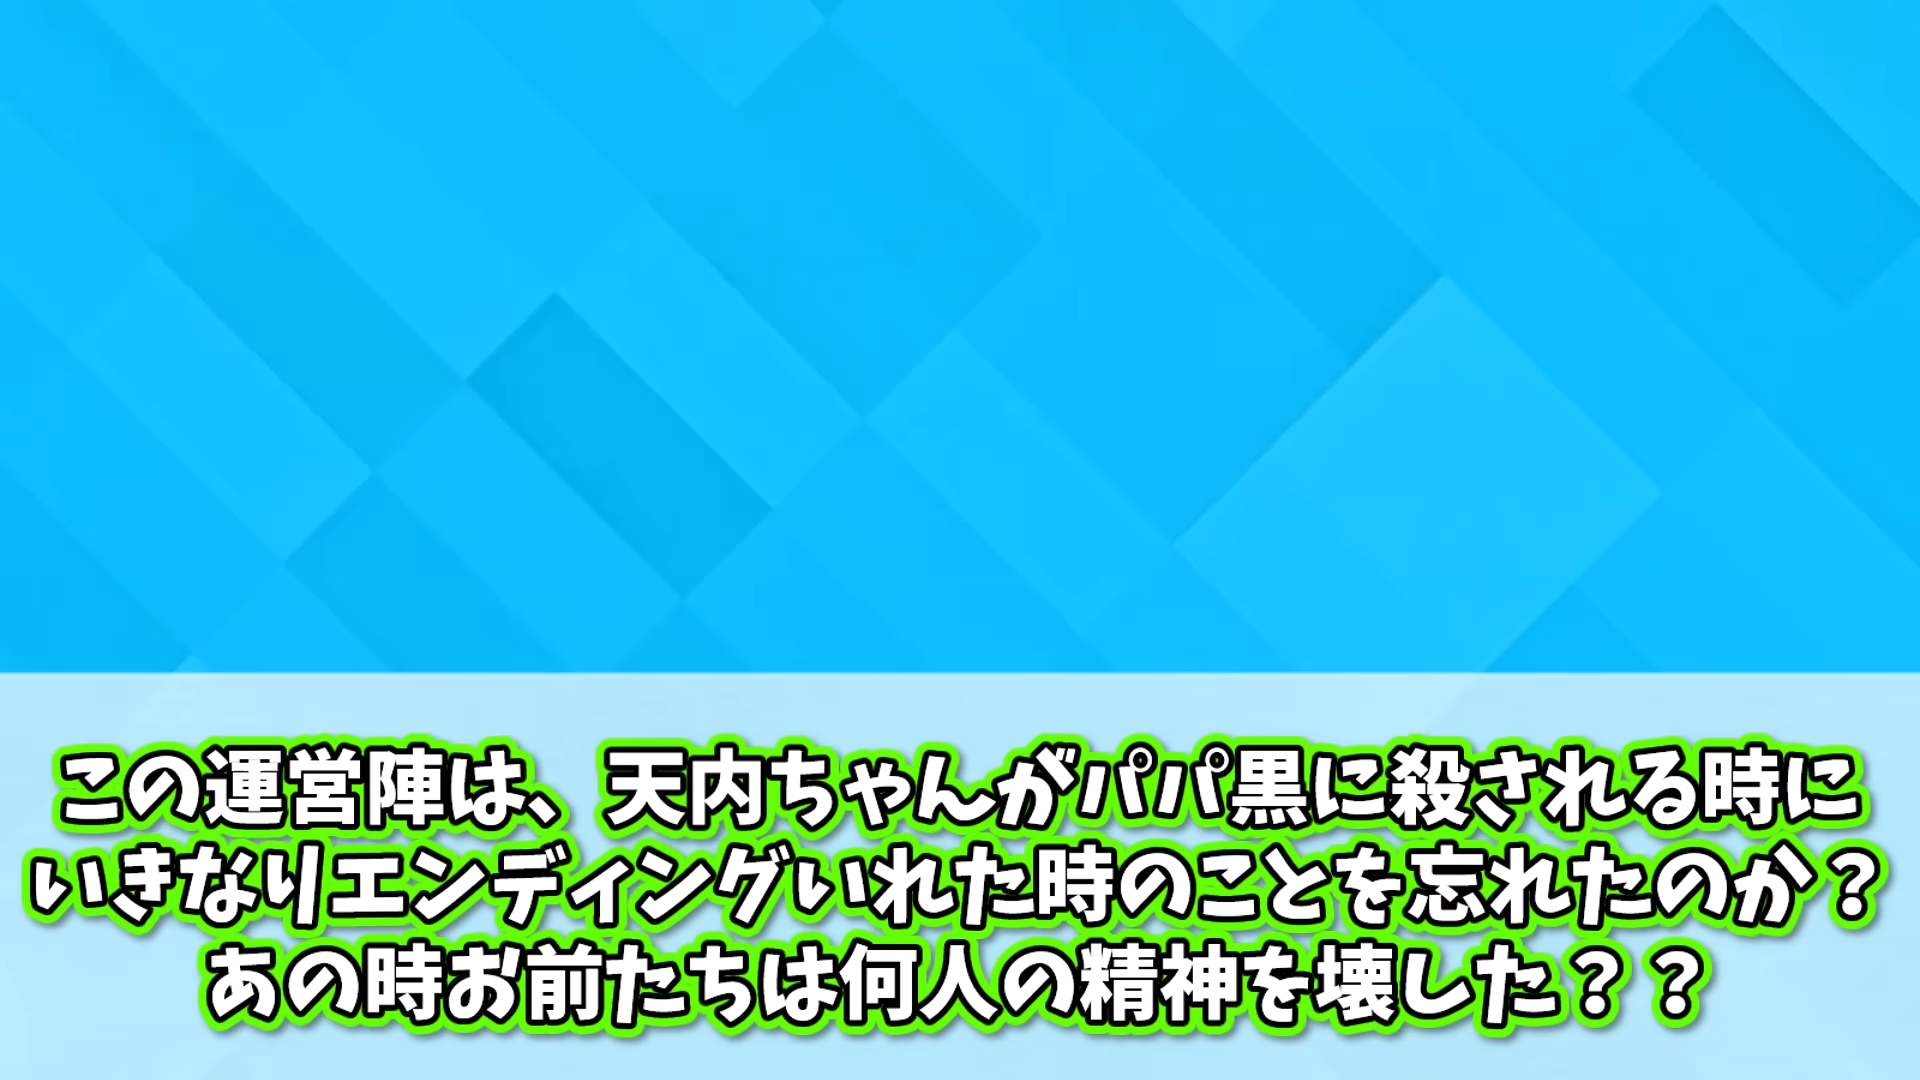 この運営陣は、天内ちゃんがパパ黒に殺される時に
いきなりエンディングいれた時のことを忘れたのか？
あの時お前たちは何人の精神を壊した？？